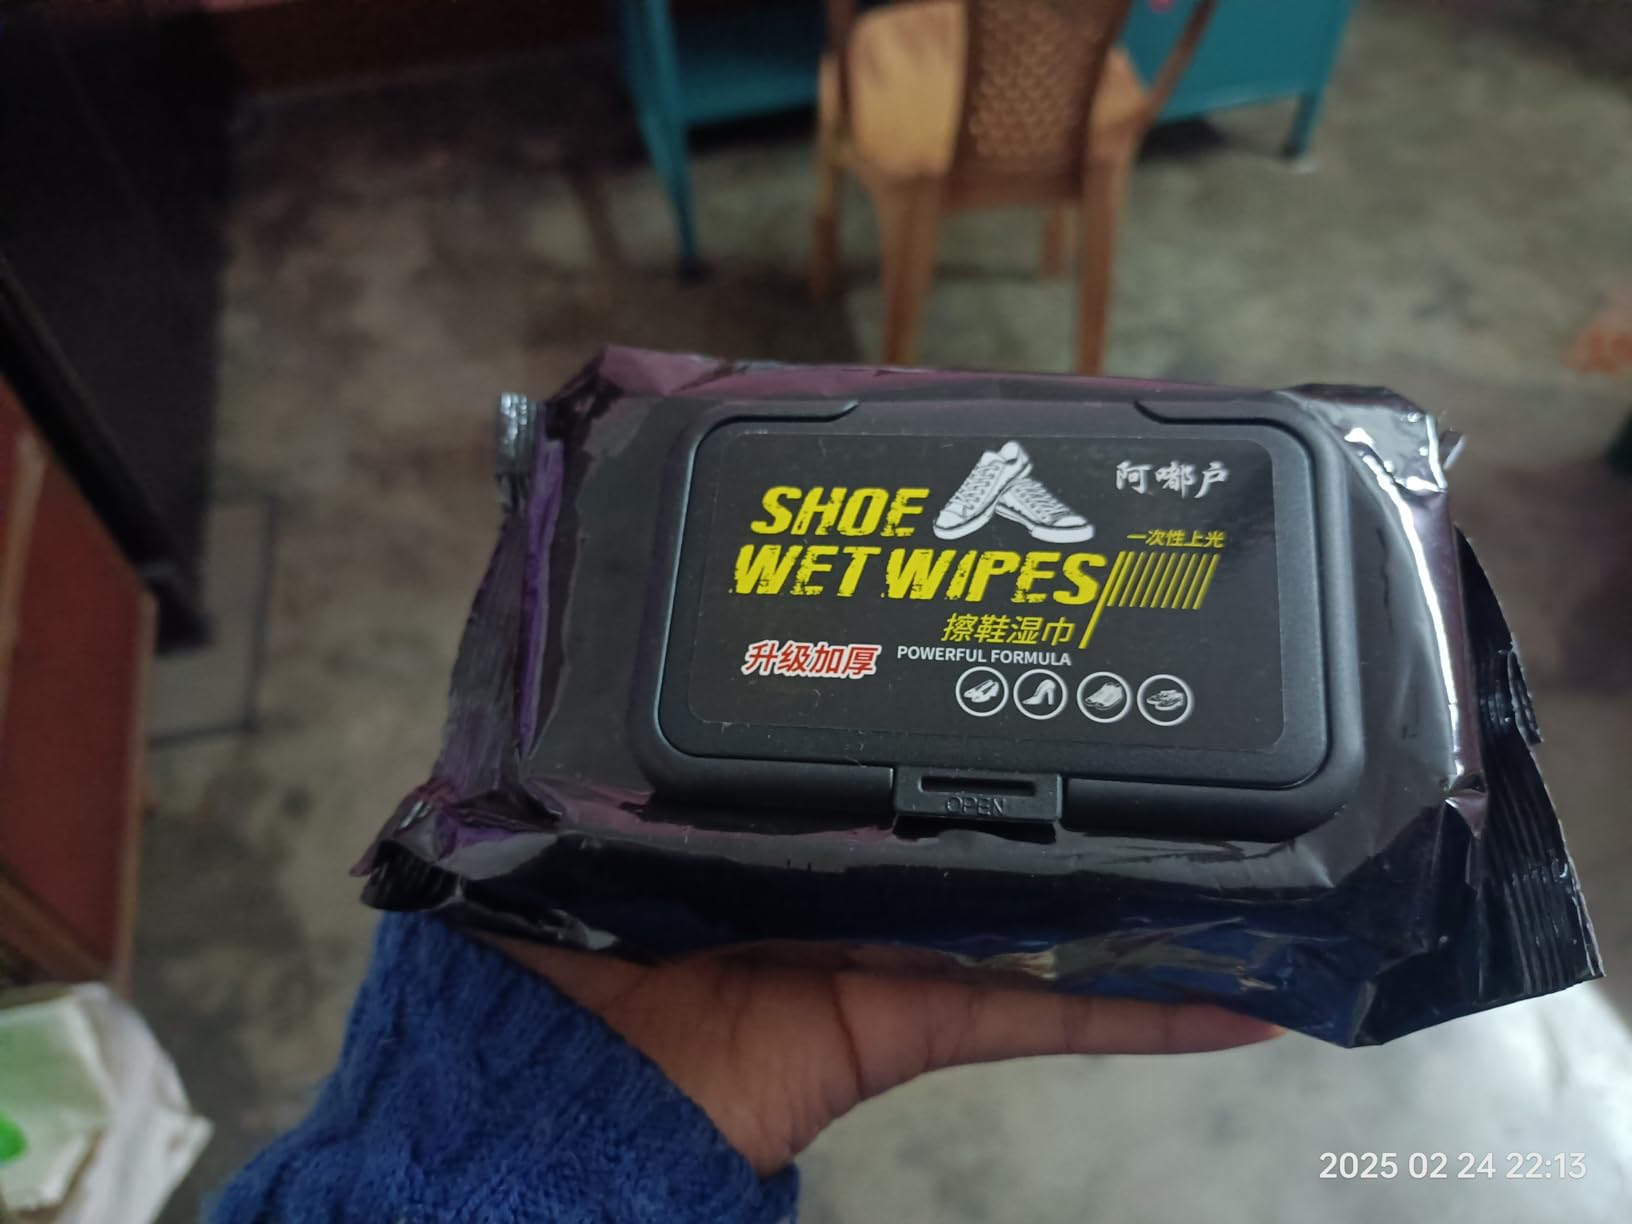 阿嘟户
SHOE
WET WIPES
一次性上光
擦鞋湿巾
升级加厚
POWERFUL FORMULA
OPEN
2025 02 24 22:13